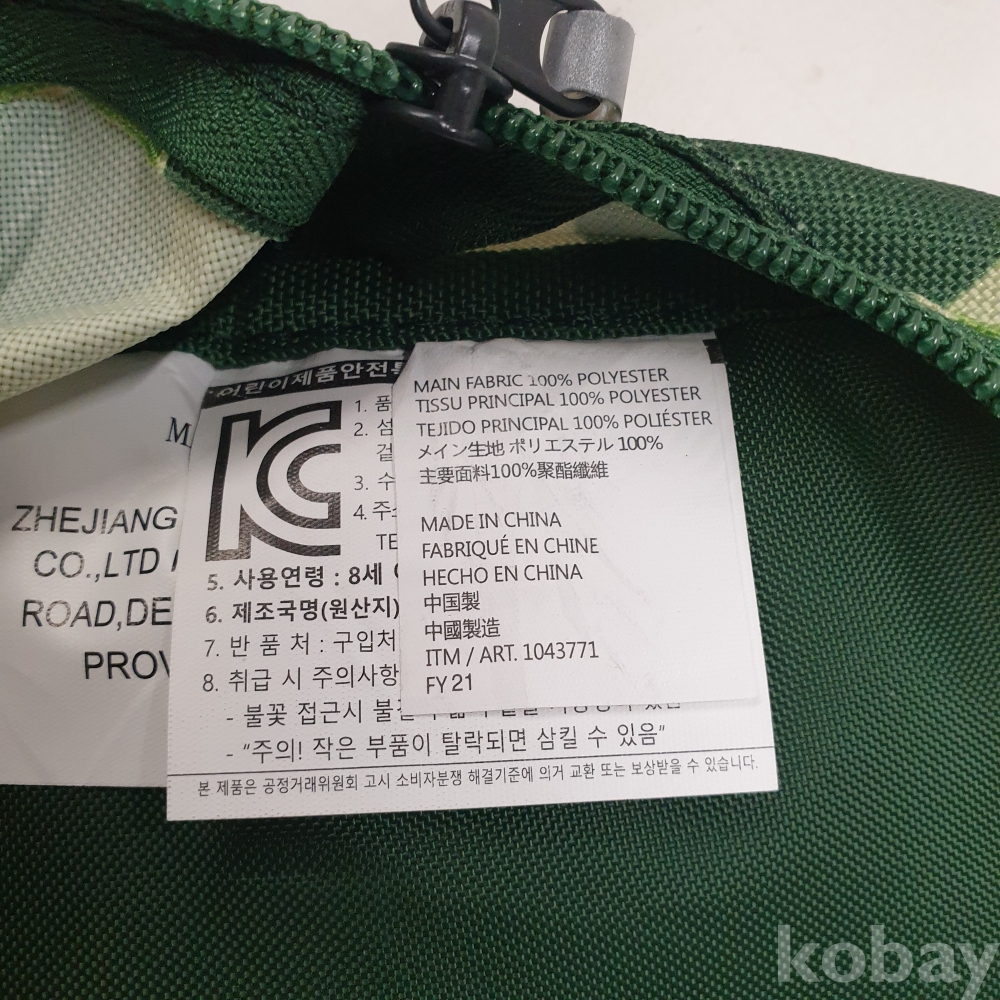 MAIN FABRIC 100% POLYESTER
TISSU PRINCIPAL 100% POLYESTER
TEJIDO PRINCIPAL 100% POLIÉSTER
メイン生地 ポリエステル 100%
主要面料100%聚酯纖維
MADE IN CHINA
FABRIQUÉ EN CHINE
HECHO EN CHINA
中国製
中國製造
ITM / ART. 1043771
FY 21
어린이제품안전
KC
1. 품
2. 섬
겉
3. 수
4. 주
TE
5. 사용연령 : 8세
6. 제조국명(원산지)
7. 반 품 처 : 구입처
8. 취급 시 주의사항
- 불꽃 접근시
- “주의! 작은 부품이 탈락되면 삼킬 수 있음”
본 제품은 공정거래위원회 고시 소비자분쟁 해결기준에 의거 교환 또는 보상받을 수 있습니다.
ZHEJIANG
CO.,LTD
ROAD,DE
PROV
kobay